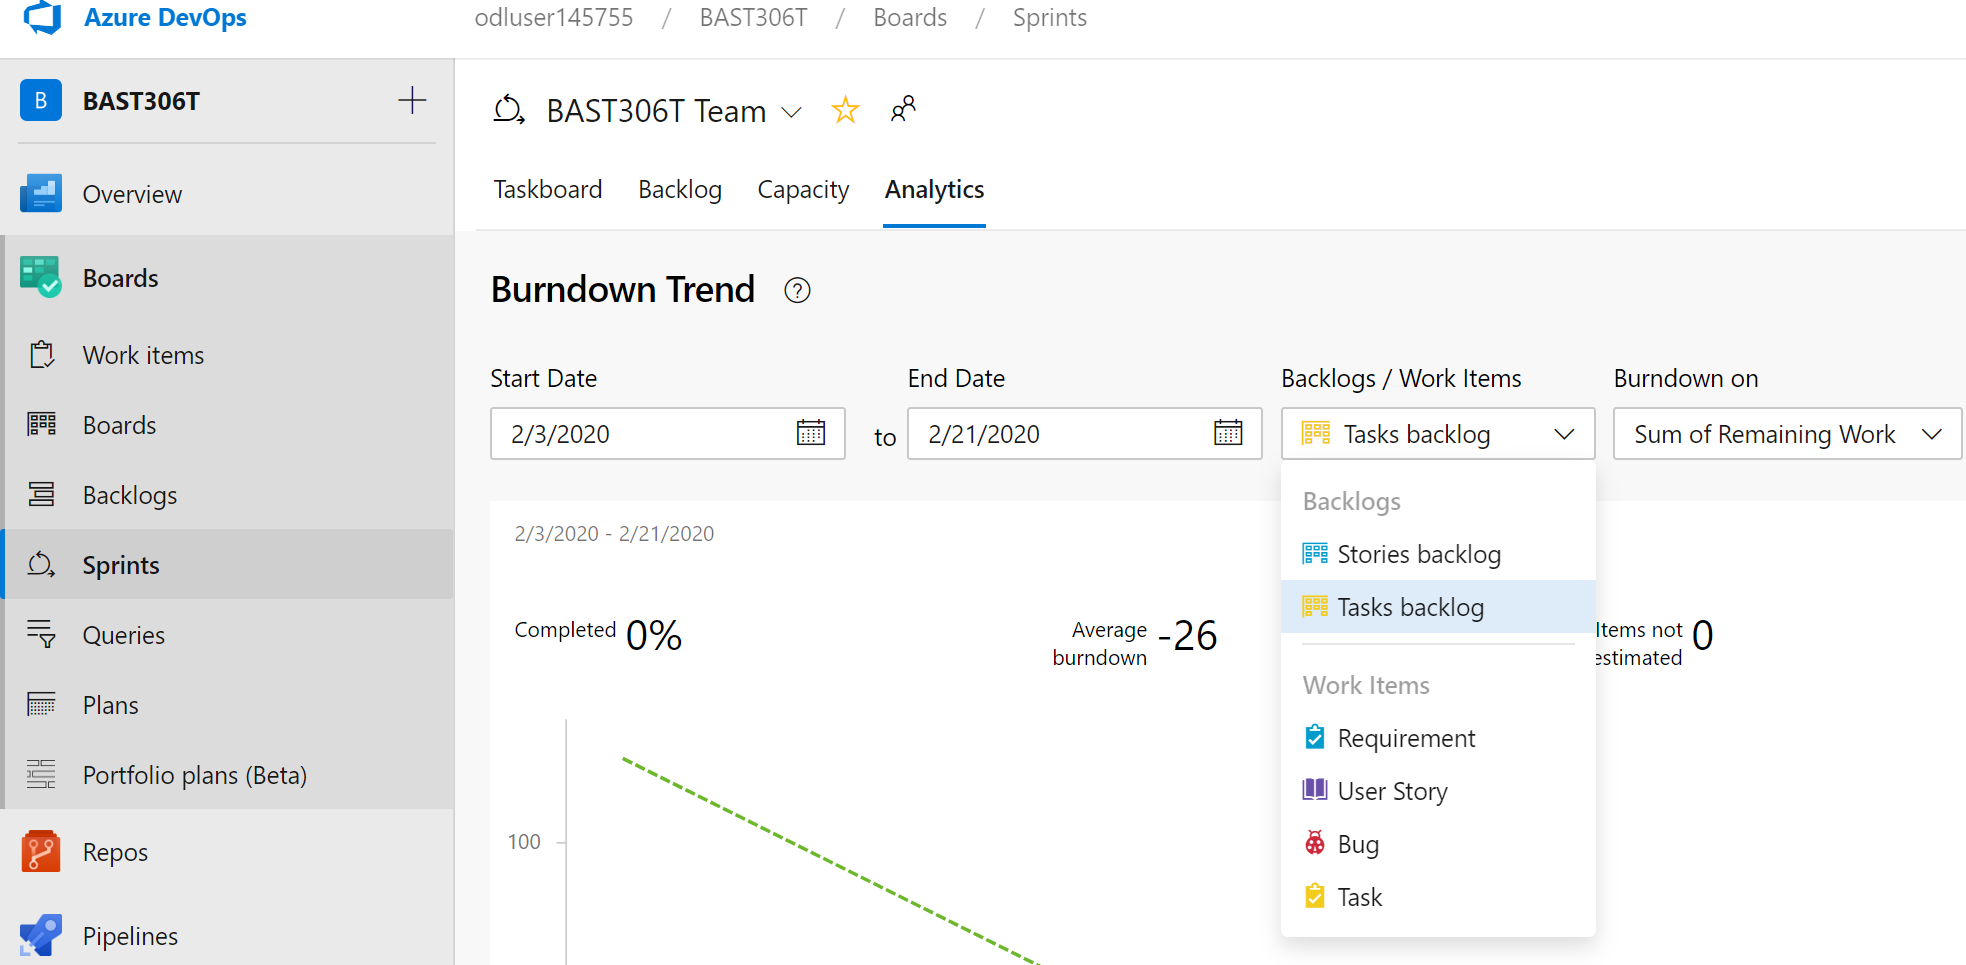 Azure DevOps
odluser145755 / BAST306T / Boards / Sprints
B BAST306T
Overview
Boards
Work items
Boards
Backlogs
Sprints
Queries
Plans
Portfolio plans (Beta)
Repos
Pipelines
BAST306T Team
Taskboard Backlog Capacity Analytics
Burndown Trend ?
Start Date End Date Backlogs / Work Items Burndown on
2/3/2020 to 2/21/2020 Tasks backlog Sum of Remaining Work
Backlogs
Stories backlog
Tasks backlog
Work Items
Requirement
User Story
Bug
Task
2/3/2020 - 2/21/2020
Completed 0%
Average
burndown -26
Items not
estimated 0
100